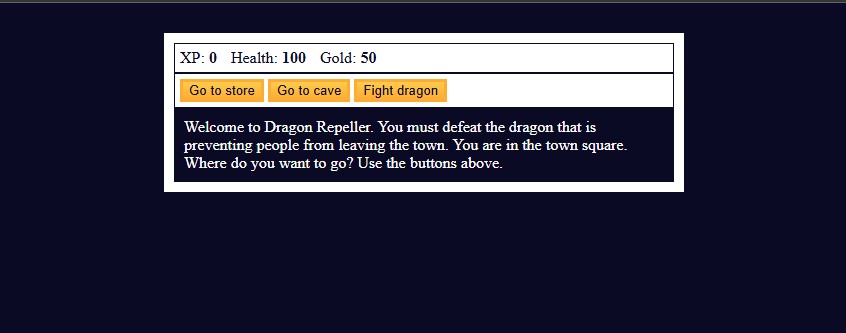 XP: 0 Health: 100 Gold: 50
Go to store Go to cave Fight dragon
Welcome to Dragon Repeller. You must defeat the dragon that is
preventing people from leaving the town. You are in the town square.
Where do you want to go? Use the buttons above.